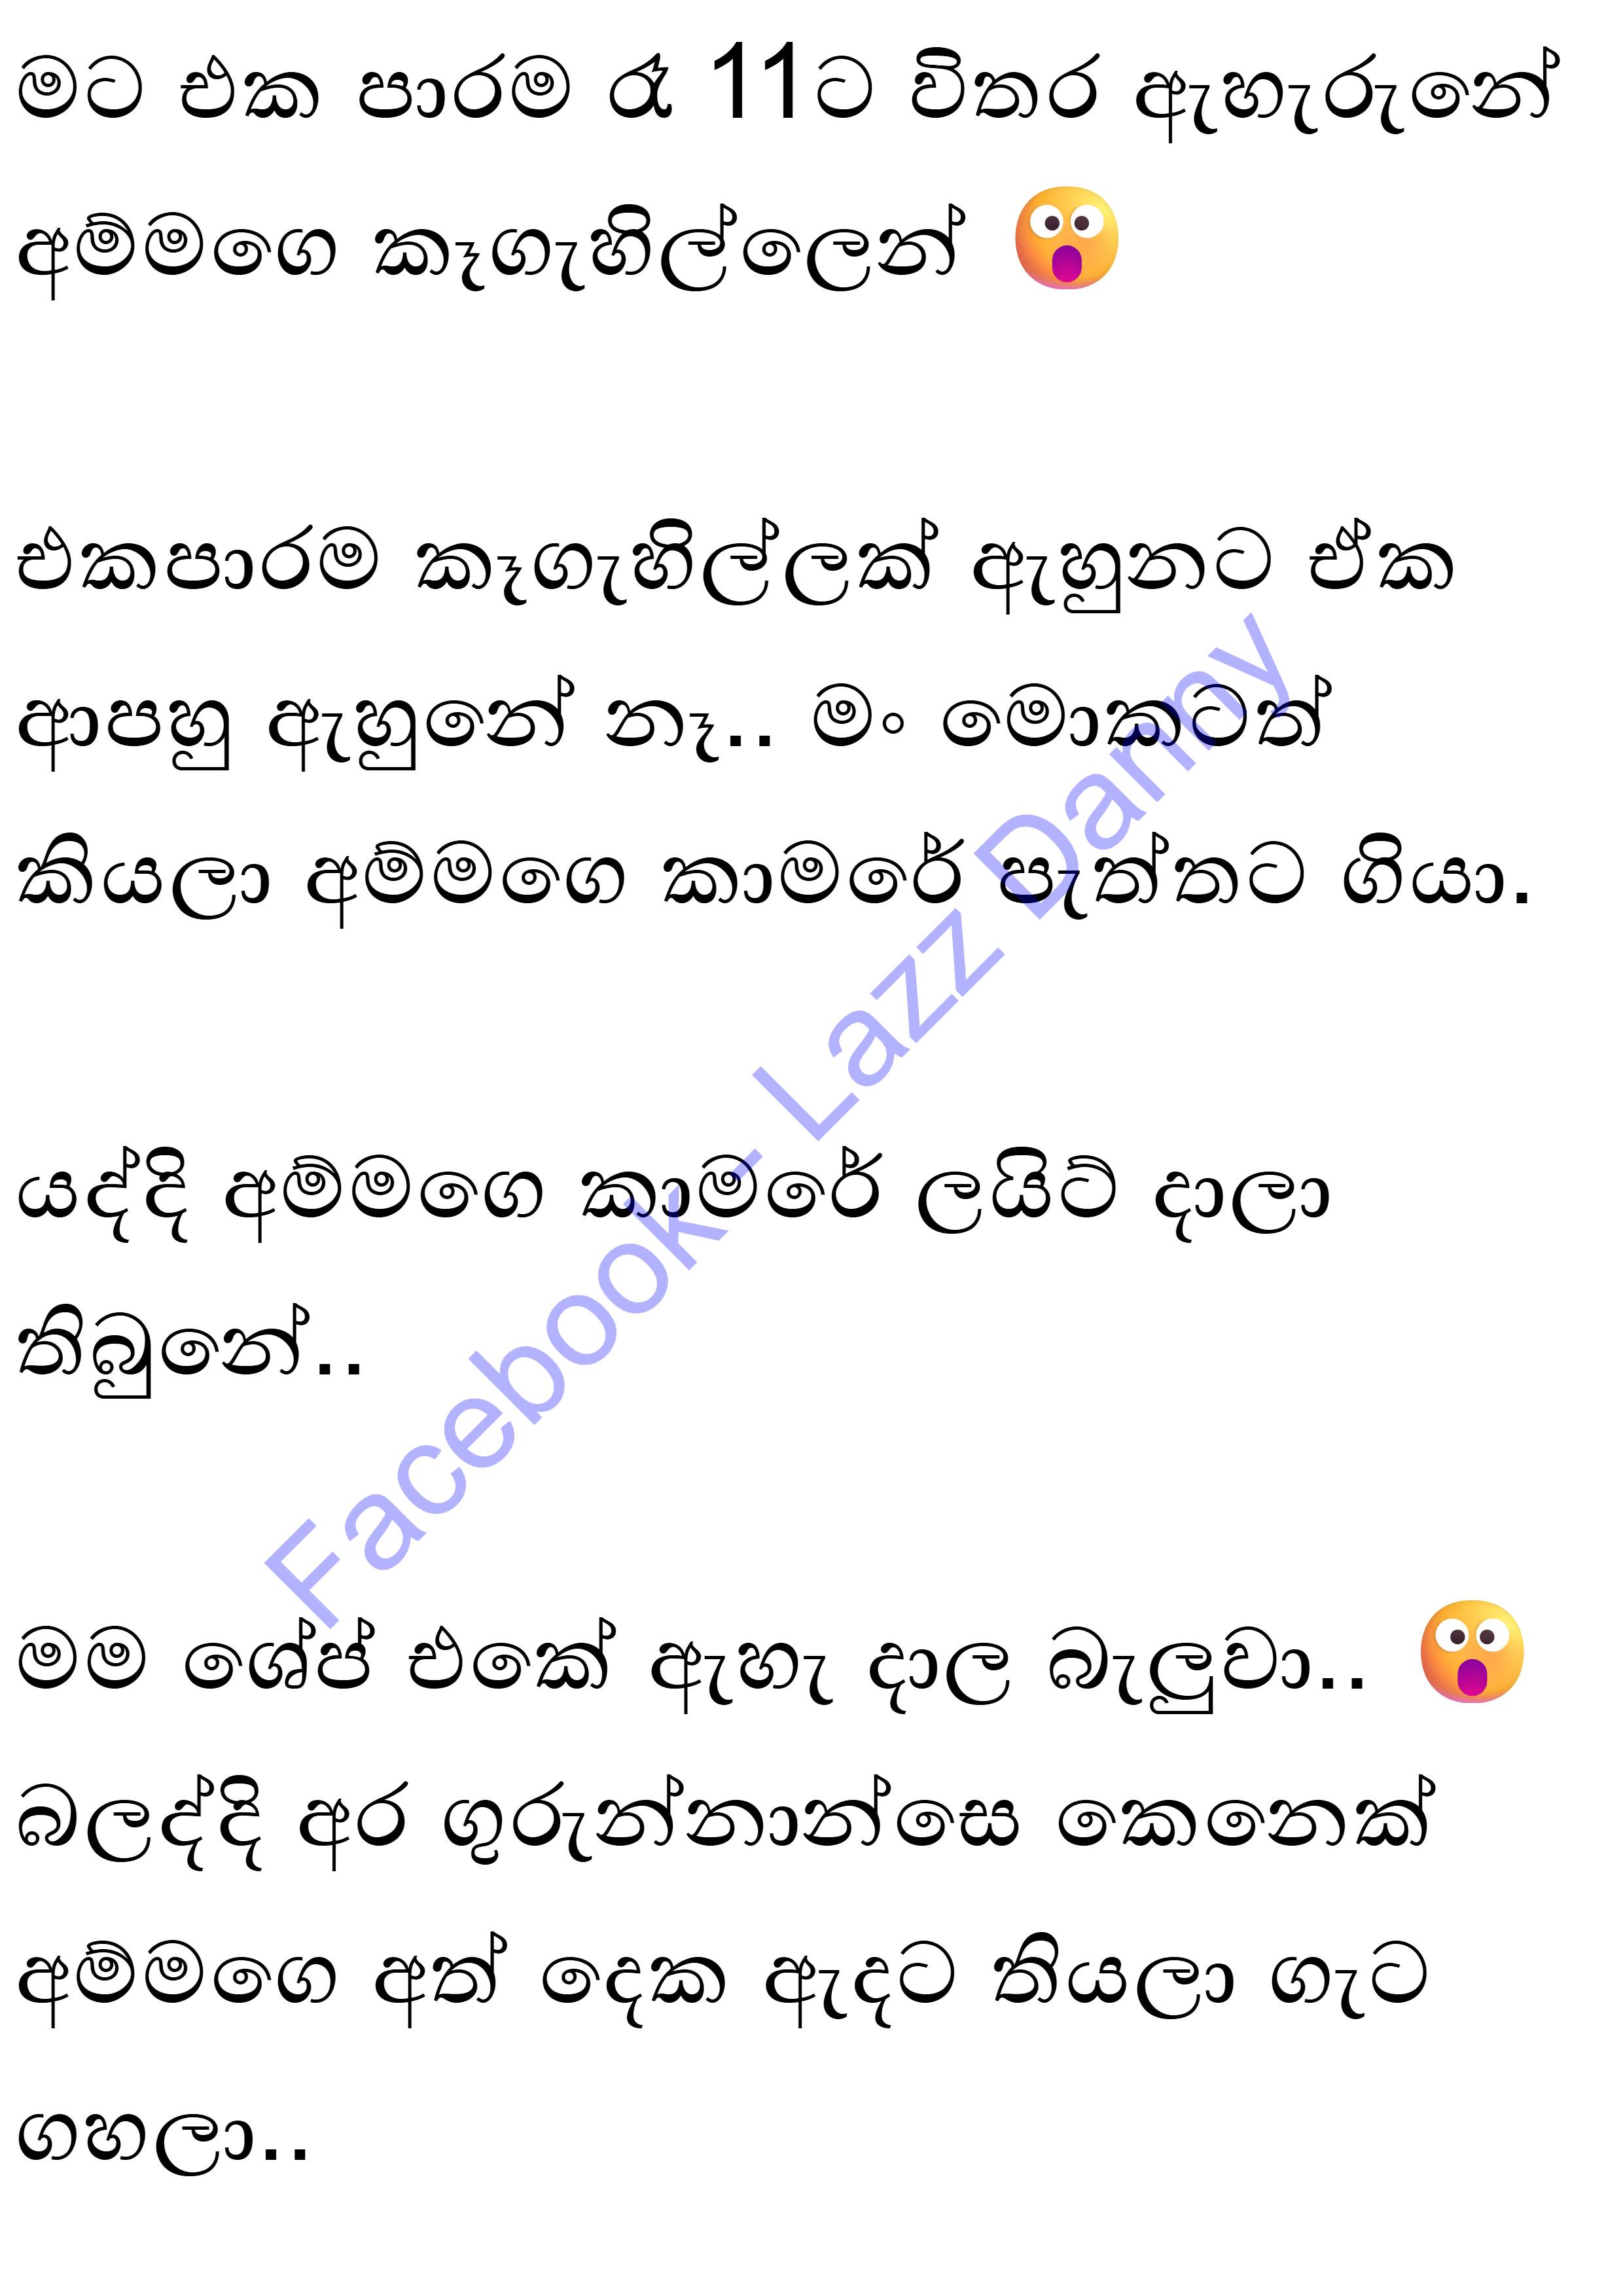 මට එක පාරම රෑ 11ට විතර ඇහැරුනේ
අම්මගෙ කෑගැහිල්ලෙන් 😲
එකපාරම කෑගැහිල්ලක් ඇහුනට ඒක
ආපහු ඇහුනේ නෑ.. මං මොකටත්
කියලා අම්මගෙ කාමරේ පැත්තට ගියා.
යද්දි අම්මගෙ කාමරේ ලයිට් දාලා
තිබුනේ..
මම ශේප් එකේ ඇහැ දාල බැලුවා.. 😲
බලද්දි අර ගුරුන්නාන්සෙ කෙනෙක්
අම්මගෙ අත් දෙක ඇදට තියලා ගැට
ගහලා..
Facebook - Lazz Danny